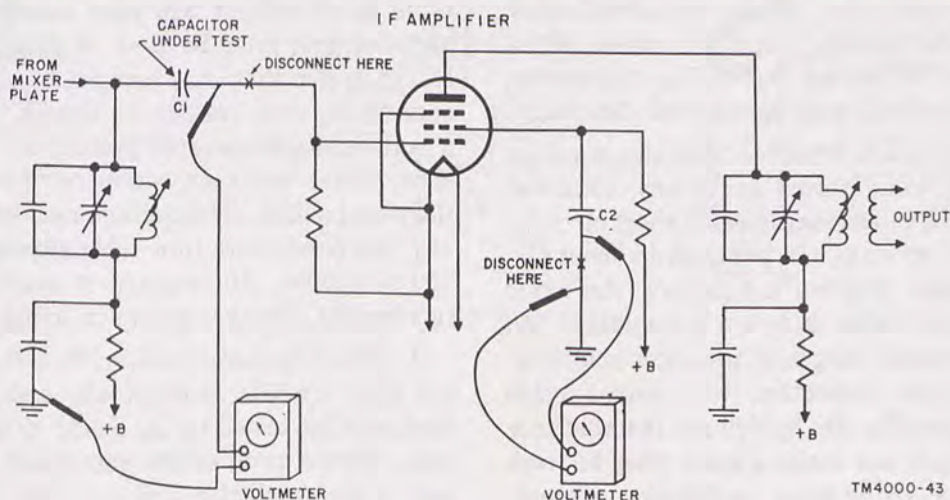 IF AMPLIFIER
CAPACITOR
UNDER TEST
DISCONNECT HERE
FROM
MIXER
PLATE
C1
C2
OUTPUT
DISCONNECT
HERE
+B
+B
+B
VOLTMETER
VOLTMETER
TM4000-43